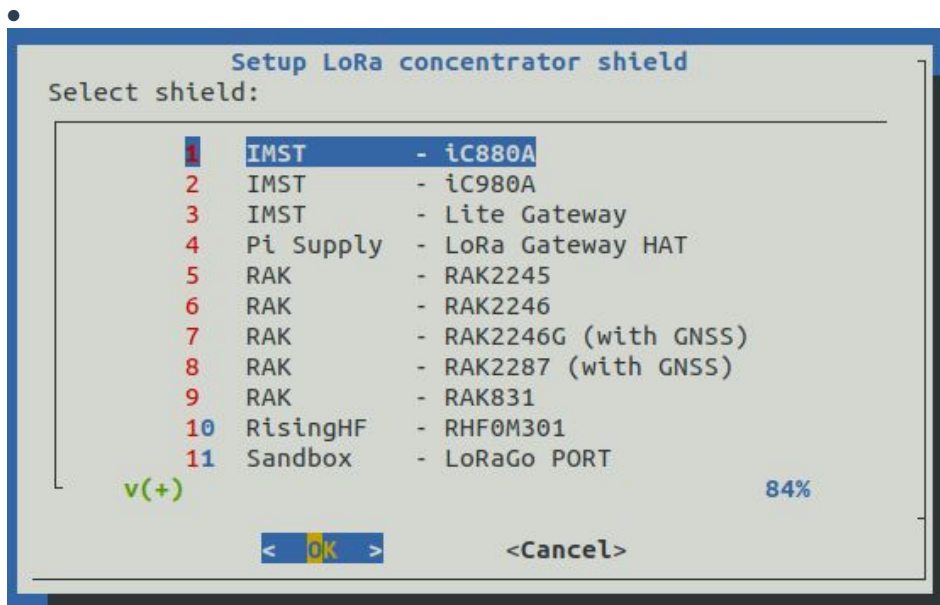 Setup LoRa concentrator shield
Select shield:
1 IMST - iC880A
2 IMST - iC980A
3 IMST - Lite Gateway
4 Pi Supply - LoRa Gateway HAT
5 RAK - RAK2245
6 RAK - RAK2246
7 RAK - RAK2246G (with GNSS)
8 RAK - RAK2287 (with GNSS)
9 RAK - RAK831
10 RisingHF - RHF0M301
11 Sandbox - LoRaGo PORT
v(+) 84%
< OK > <Cancel>